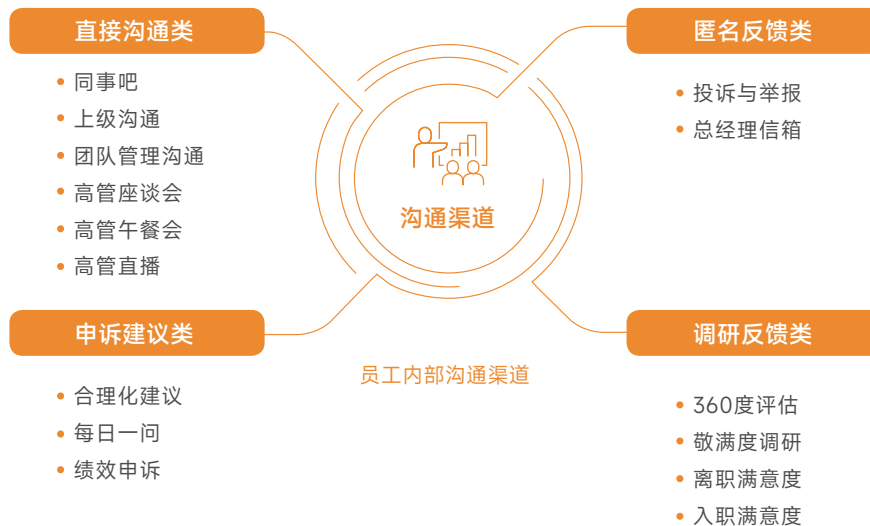 直接沟通类
同事吧
上级沟通
团队管理沟通
高管座谈会
高管午餐会
高管直播
匿名反馈类
投诉与举报
总经理信箱
沟通渠道
申诉建议类
合理化建议
每日一问
绩效申诉
员工内部沟通渠道
调研反馈类
360度评估
敬满度调研
离职满意度
入职满意度